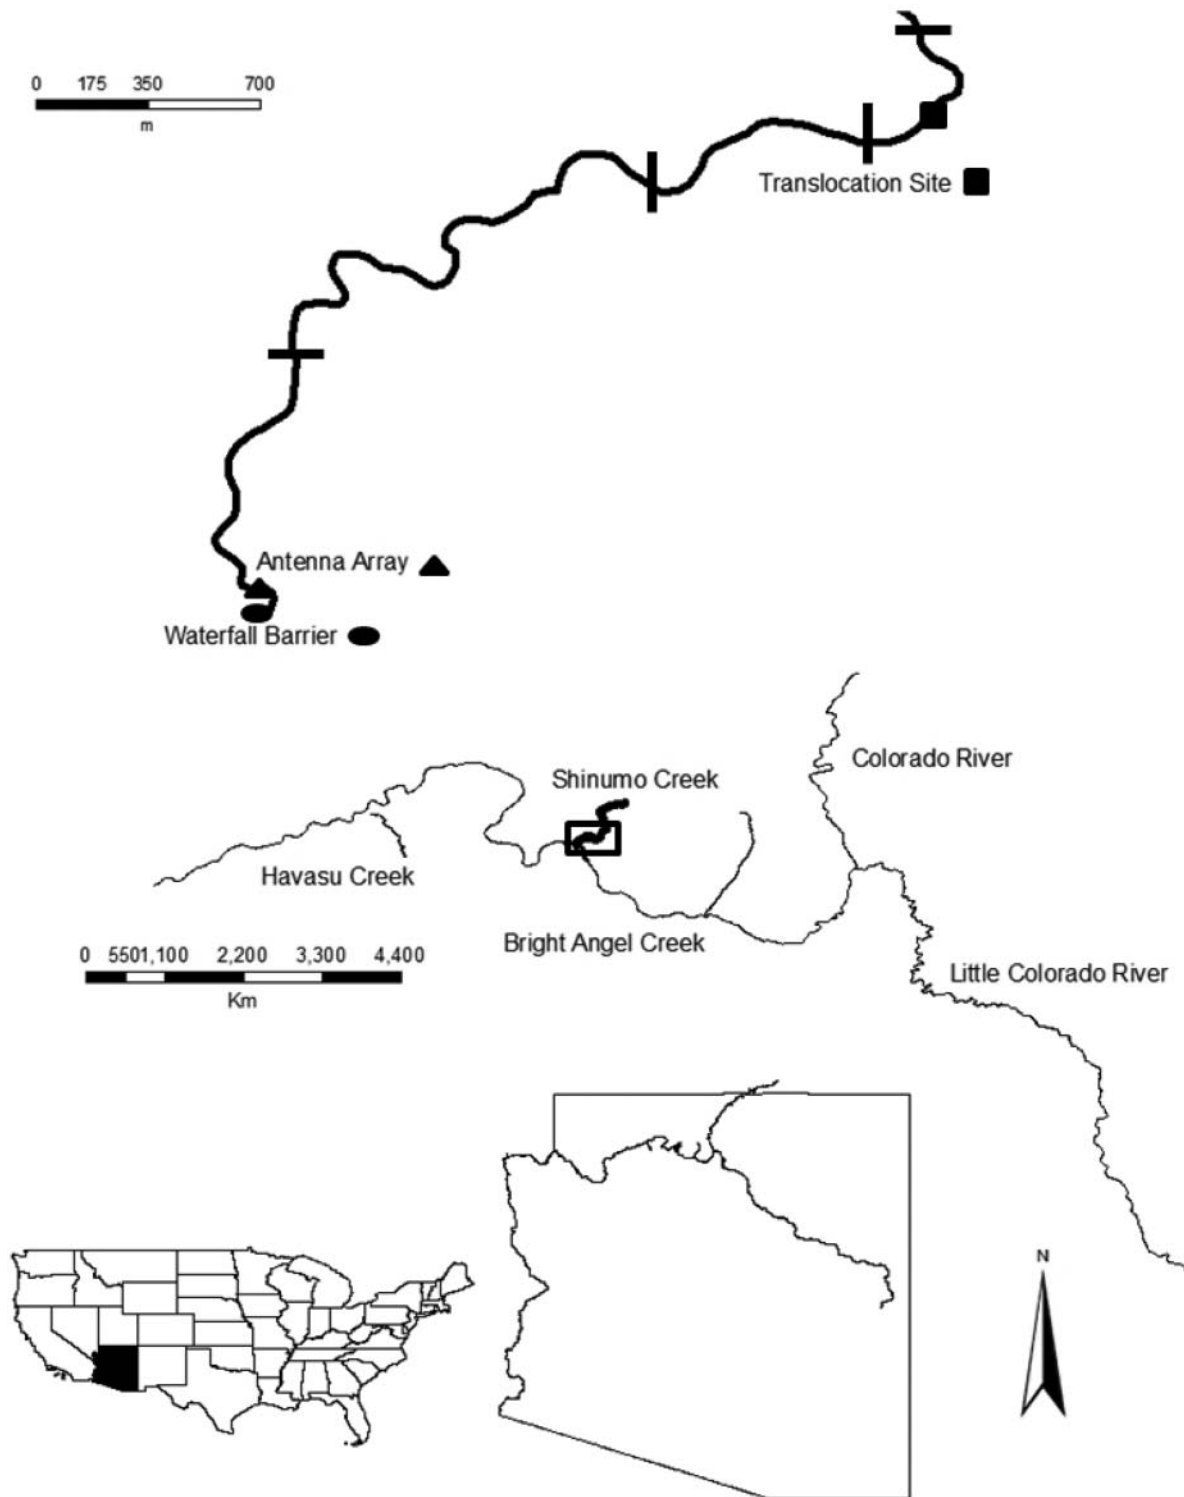 0 175 350 700
m
Translocation Site
Antenna Array
Waterfall Barrier
Colorado River
Shinumo Creek
Havasu Creek
Bright Angel Creek
0 5501,100 2,200 3,300 4,400
Km
Little Colorado River
N